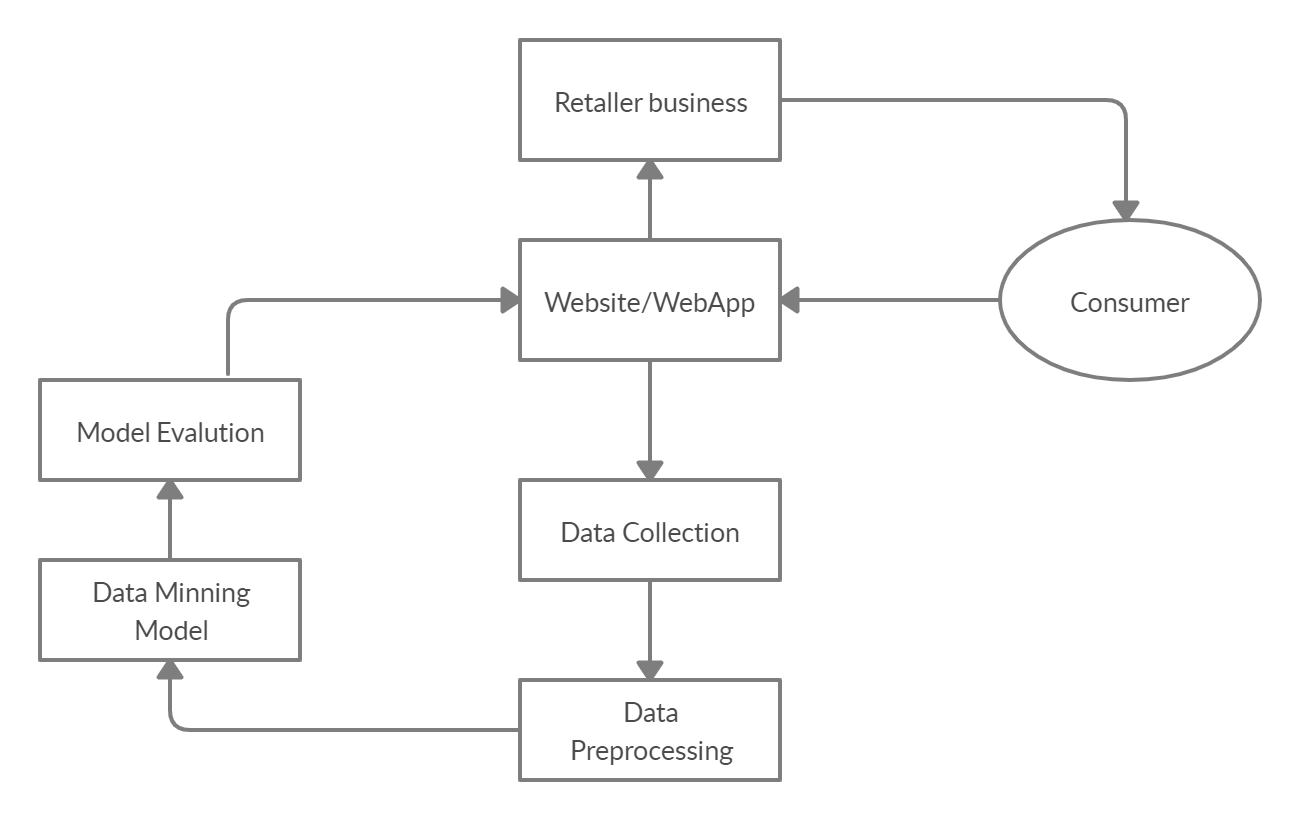 Retaller business
Website/WebApp
Consumer
Model Evalution
Data Collection
Data Minning
Model
Data
Preprocessing